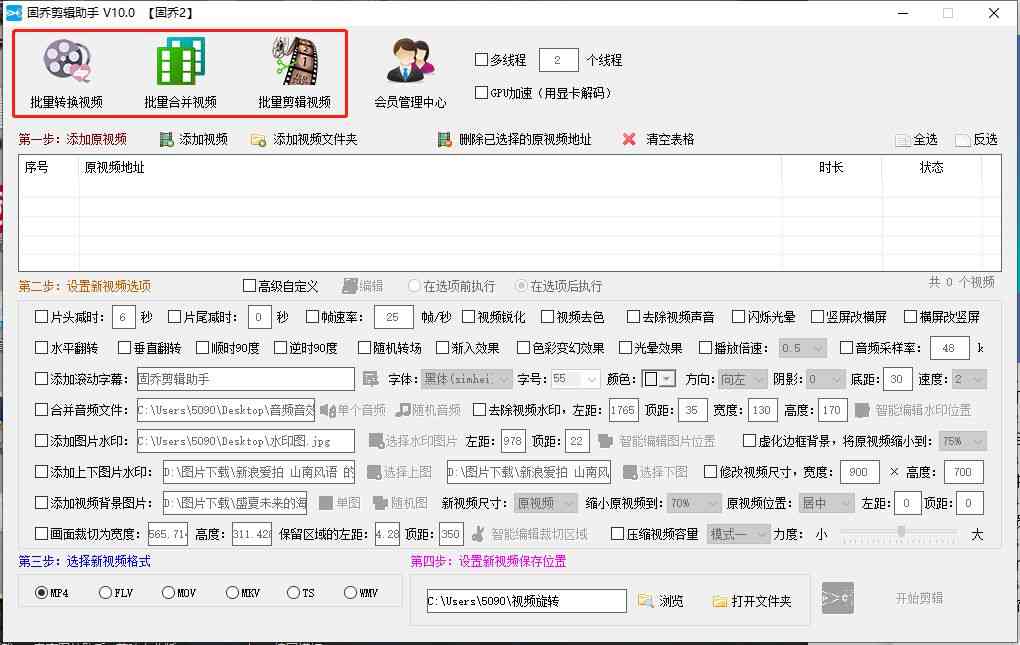 固乔剪辑助手 V10.0 【固乔2】
批量转换视频 批量合并视频 批量剪辑视频 会员管理中心
多线程 2 个线程
GPU加速（用显卡解码）
第一步：添加原视频 添加视频 添加视频文件夹 删除已选择的原视频地址 清空表格 全选 反选
序号 原视频地址 时长 状态
第二步：设置新视频选项 高级自定义 编辑 在选项前执行 在选项后执行 共 0 个视频
片头减时： 6 秒 片尾减时： 0 秒 帧速率： 25 帧/秒 视频锐化 视频去色 去除视频声音 闪烁光晕 竖屏改横屏 横屏改竖屏
水平翻转 垂直翻转 顺时90度 逆时90度 随机转场 渐入效果 色彩变幻效果 光晕效果 播放倍速： 0.5 音频采样率： 48 k
添加滚动字幕： 固乔剪辑助手 字体： 黑体(simhei. 字号： 55 颜色： 方向： 向左 阴影： 0 底距： 30 速度： 2
合并音频文件： C:\Users\5090\Desktop\音频音效 单个音频 随机音频 去除视频水印，左距： 1765 顶距： 35 宽度： 130 高度： 170 智能编辑水印位置
添加图片水印： C:\Users\5090\Desktop\水印图.jpg 选择水印图片 左距： 978 顶距： 22 智能编辑图片位置 虚化边框背景，将原视频缩小到： 75%
添加上下图片水印： D:\图片下载\新浪爱拍 山南风语 的 选择上图 D:\图片下载\新浪爱拍 山南风 选择下图 修改视频尺寸，宽度： 900 × 高度： 700
添加视频背景图片： D:\图片下载\盛夏未来的海 单图 随机图 新视频尺寸： 原视频 缩小原视频到： 70% 原视频位置： 居中 左距： 0 顶距： 0
画面裁切为宽度： 565.714 高度： 311.428 保留区域的左距： 4.28 顶距： 350 智能编辑裁切区域 压缩视频容量 模式一 力度： 小 大
第三步：选择新视频格式 第四步：设置新视频保存位置
MP4 FLV MOV MKV TS WMV C:\Users\5090\视频旋转 浏览 打开文件夹 开始剪辑